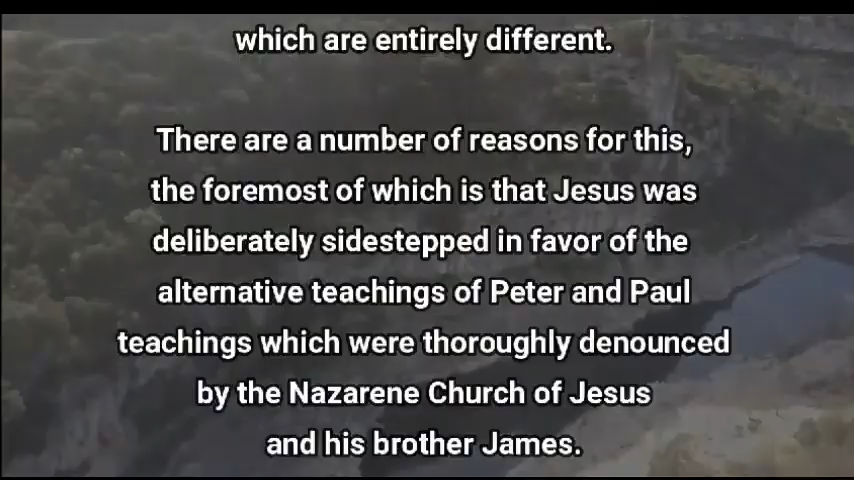 which are entirely different.
There are a number of reasons for this,
the foremost of which is that Jesus was
deliberately sidestepped in favor of the
alternative teachings of Peter and Paul
teachings which were thoroughly denounced
by the Nazarene Church of Jesus
and his brother James.